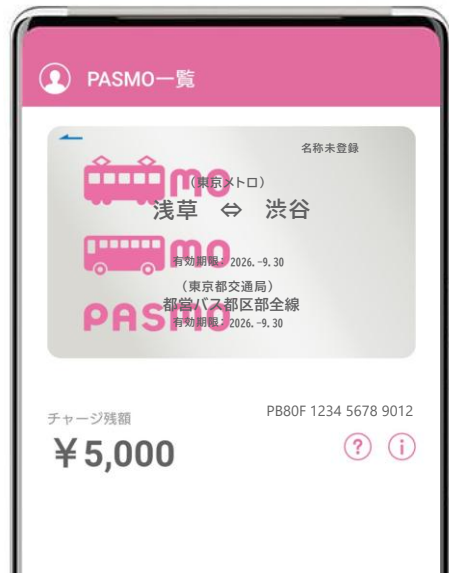 PASMO一覧
名称未登録
mo
（東京メトロ）
浅草 ⇔ 渋谷
mo
有効期限：2026.-9.30
（東京都交通局）
都営バス都区部全線
PASMO
有効期限：2026.-9.30
チャージ残額
PB80F 1234 5678 9012
￥5,000
? i